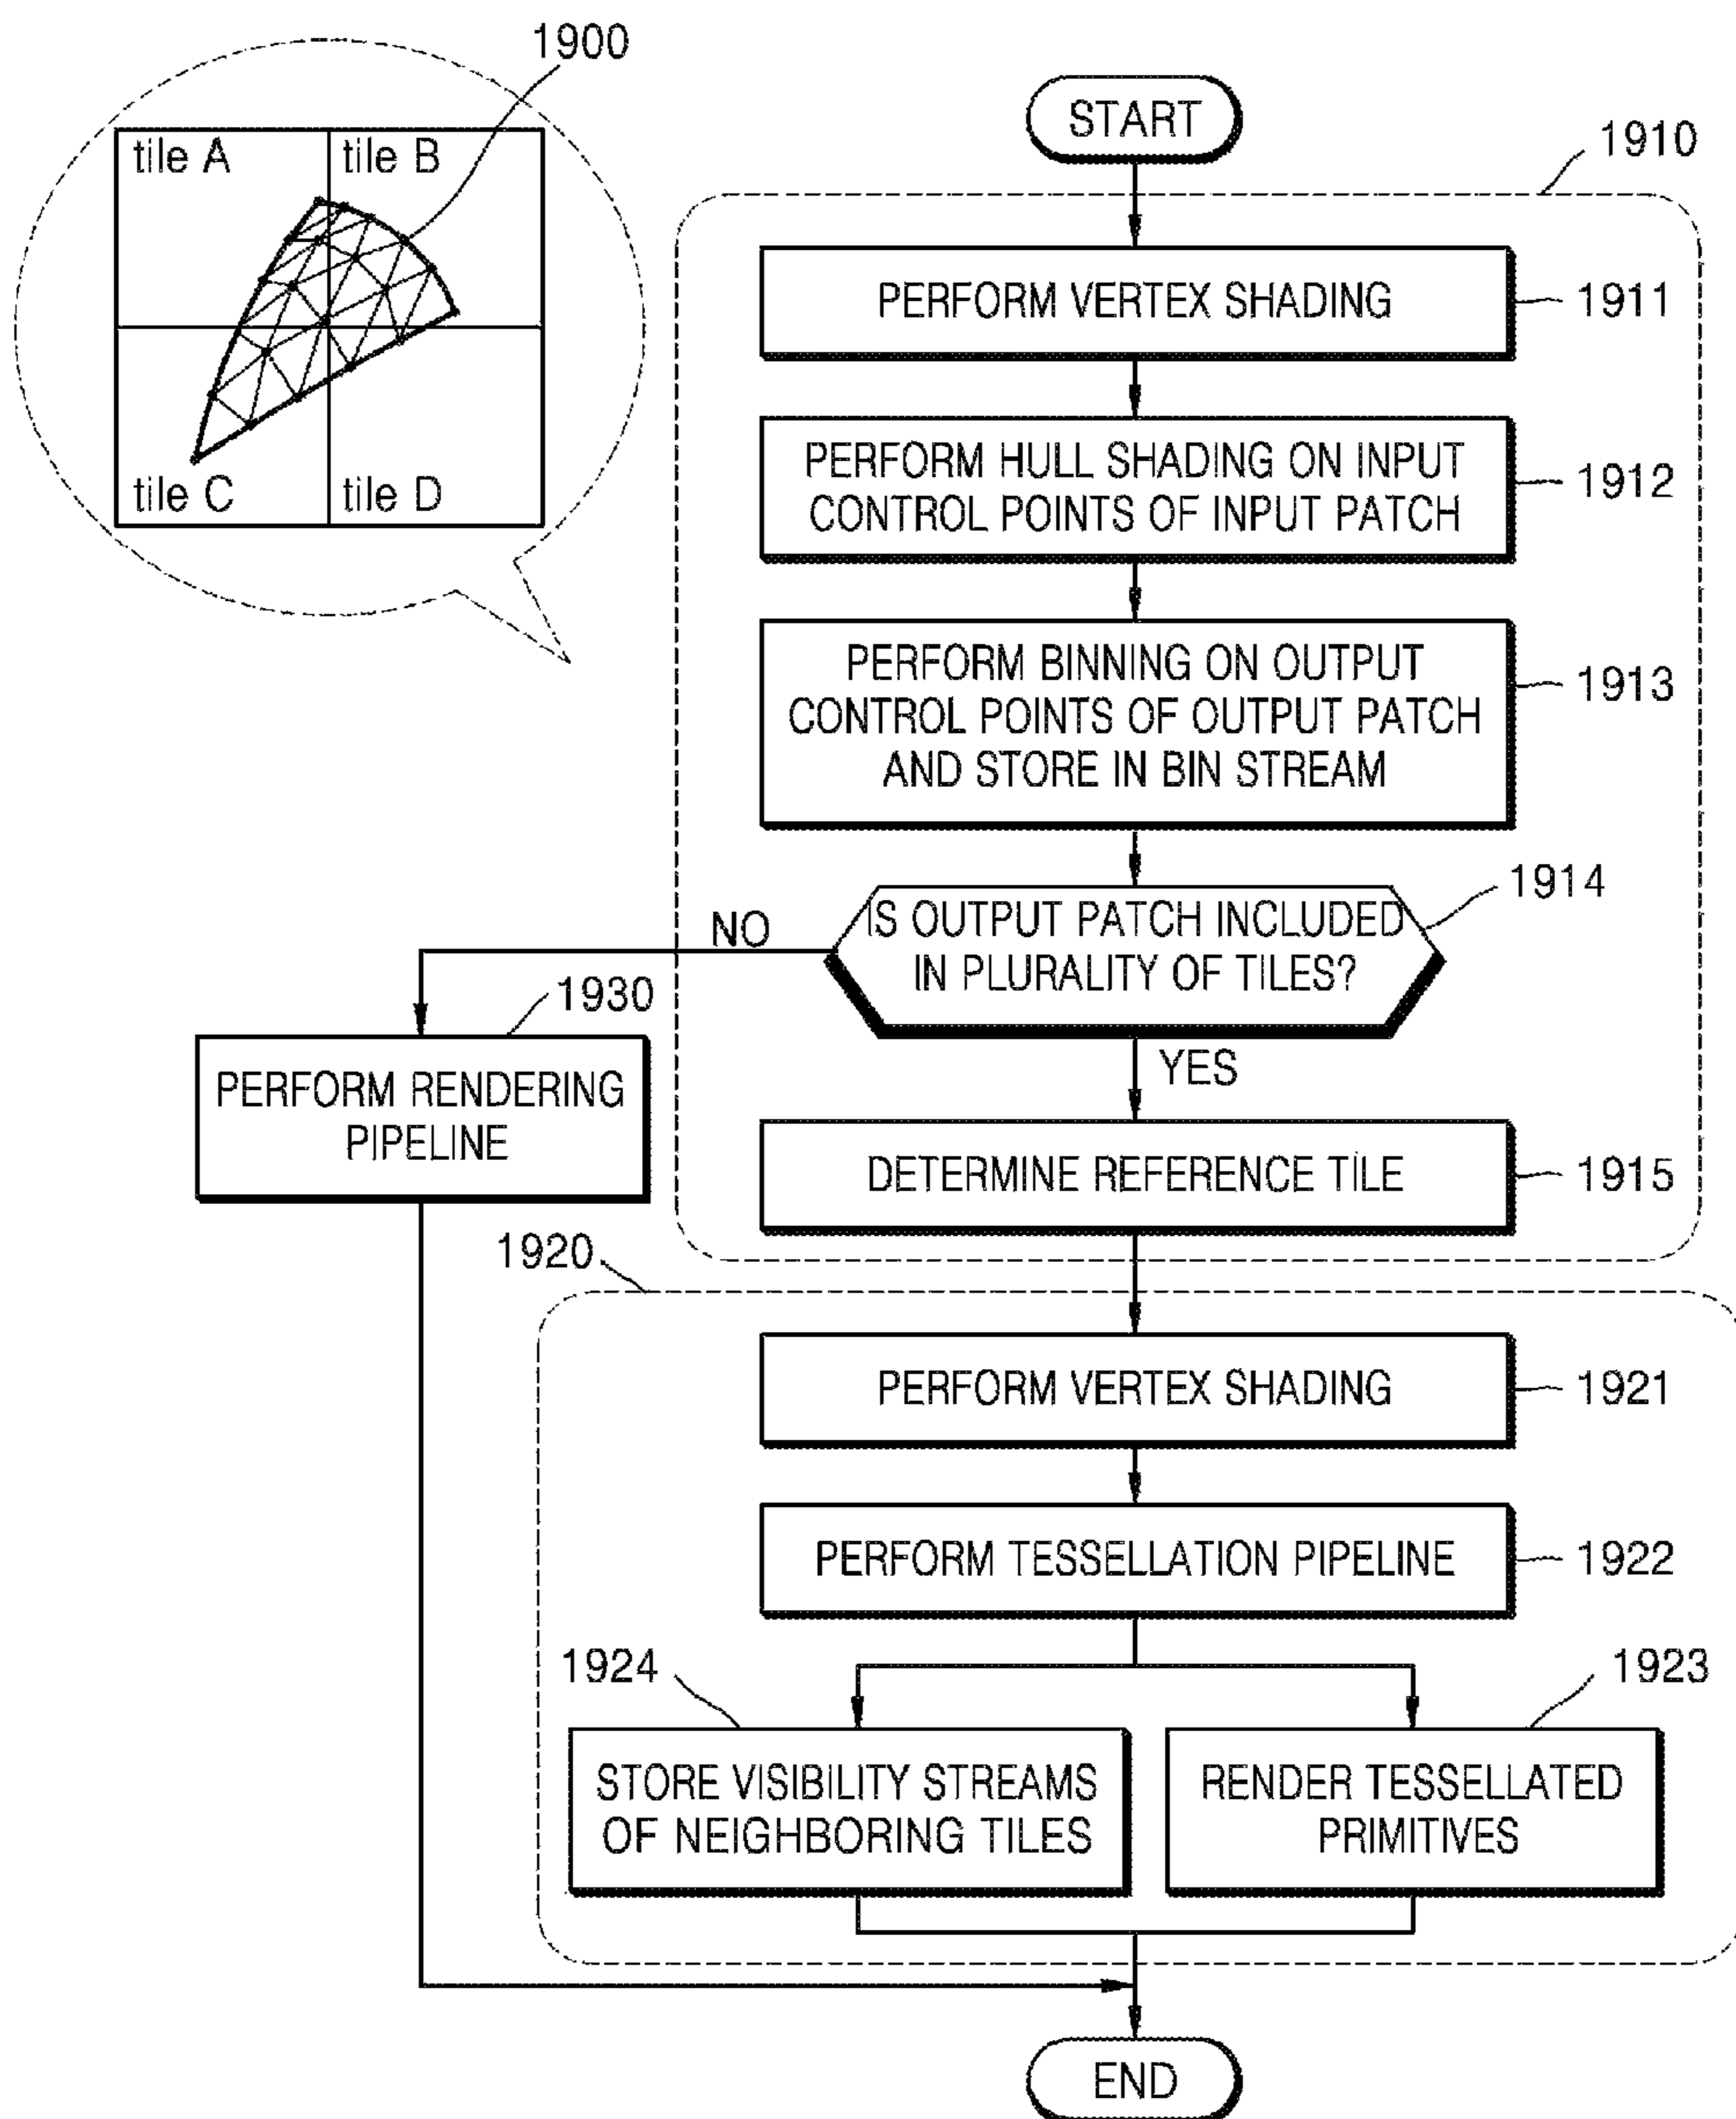 1900
tile A
tile B
tile C
tile D
START
1910
PERFORM VERTEX SHADING
1911
PERFORM HULL SHADING ON INPUT
CONTROL POINTS OF INPUT PATCH
1912
PERFORM BINNING ON OUTPUT
CONTROL POINTS OF OUTPUT PATCH
AND STORE IN BIN STREAM
1913
IS OUTPUT PATCH INCLUDED
IN PLURALITY OF TILES?
1914
NO
YES
1930
PERFORM RENDERING
PIPELINE
DETERMINE REFERENCE TILE
1915
1920
PERFORM VERTEX SHADING
1921
PERFORM TESSELLATION PIPELINE
1922
1924
STORE VISIBILITY STREAMS
OF NEIGHBORING TILES
1923
RENDER TESSELLATED
PRIMITIVES
END